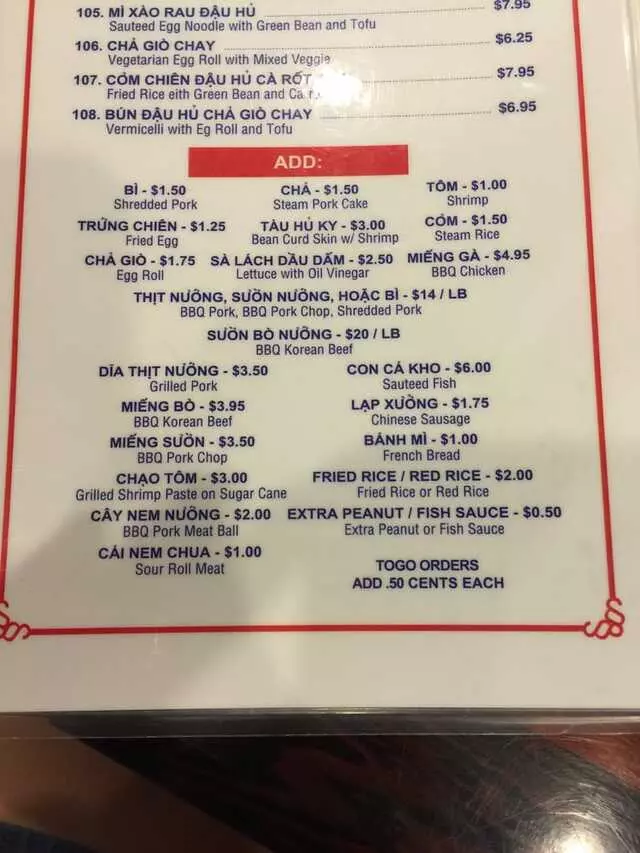 105. MÌ XÀO RAU ĐẬU HỦ $7.95
Sauteed Egg Noodle with Green Bean and Tofu
106. CHẢ GIÒ CHAY $6.25
Vegetarian Egg Roll with Mixed Veggie
107. CỎM CHIÊN ĐẬU HỦ CÀ RỐT $7.95
Fried Rice eith Green Bean and
108. BÚN ĐẬU HỦ CHẢ GIÒ CHAY $6.95
Vermicelli with Eg Roll and Tofu
ADD:
BÌ - $1.50 CHẢ - $1.50 TÔM - $1.00
Shredded Pork Steam Pork Cake Shrimp
TRỨNG CHIÊN - $1.25 TÀU HỦ KY - $3.00 CỎM - $1.50
Fried Egg Bean Curd Skin w/ Shrimp Steam Rice
CHẢ GIÒ - $1.75 SÀ LÁCH DẦU DẤM - $2.50 MIẾNG GÀ - $4.95
Egg Roll Lettuce with Oil Vinegar BBQ Chicken
THỊT NƯỚNG, SƯỜN NƯỚNG, HOẶC BÌ - $14 / LB
BBQ Pork, BBQ Pork Chop, Shredded Pork
SƯỜN BÒ NƯỚNG - $20 / LB
BBQ Korean Beef
DĨA THỊT NƯỚNG - $3.50 CON CÁ KHO - $6.00
Grilled Pork Sauteed Fish
MIẾNG BÒ - $3.95 LẠP XƯỞNG - $1.75
BBQ Korean Beef Chinese Sausage
MIẾNG SƯỜN - $3.50 BÁNH MÌ - $1.00
BBQ Pork Chop French Bread
CHẠO TÔM - $3.00 FRIED RICE / RED RICE - $2.00
Grilled Shrimp Paste on Sugar Cane Fried Rice or Red Rice
CÂY NEM NƯỚNG - $2.00 EXTRA PEANUT / FISH SAUCE - $0.50
BBQ Pork Meat Ball Extra Peanut or Fish Sauce
CÁI NEM CHUA - $1.00
Sour Roll Meat
TOGO ORDERS
ADD .50 CENTS EACH